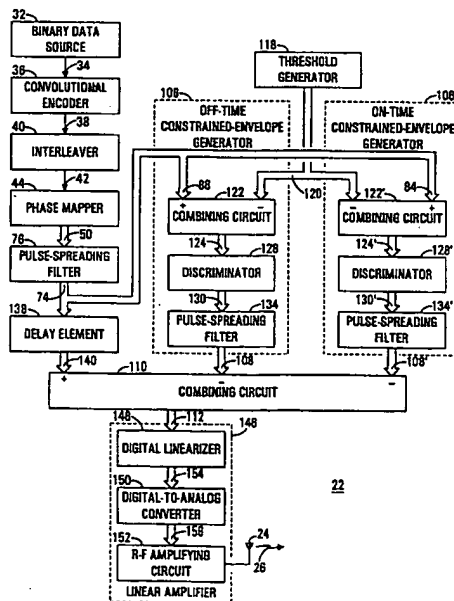 32
BINARY DATA
SOURCE
34
36
CONVOLUTIONAL
ENCODER
38
40
INTERLEAVER
42
44
PHASE MAPPER
50
76
PULSE-SPREADING
FILTER
74
138
DELAY ELEMENT
140
118
THRESHOLD
GENERATOR
106
OFF-TIME
CONSTRAINED-ENVELOPE
GENERATOR
88
120
+
−
122
COMBINING CIRCUIT
124
128
DISCRIMINATOR
130
134
PULSE-SPREADING
FILTER
108
106'
ON-TIME
CONSTRAINED-ENVELOPE
GENERATOR
84
−
+
122'
COMBINING CIRCUIT
124'
128'
DISCRIMINATOR
130'
134'
PULSE-SPREADING
FILTER
108'
110
+
−
−
COMBINING CIRCUIT
112
148
146
DIGITAL LINEARIZER
154
150
DIGITAL-TO-ANALOG
CONVERTER
156
152
R-F AMPLIFYING
CIRCUIT
LINEAR AMPLIFIER
22
24
26